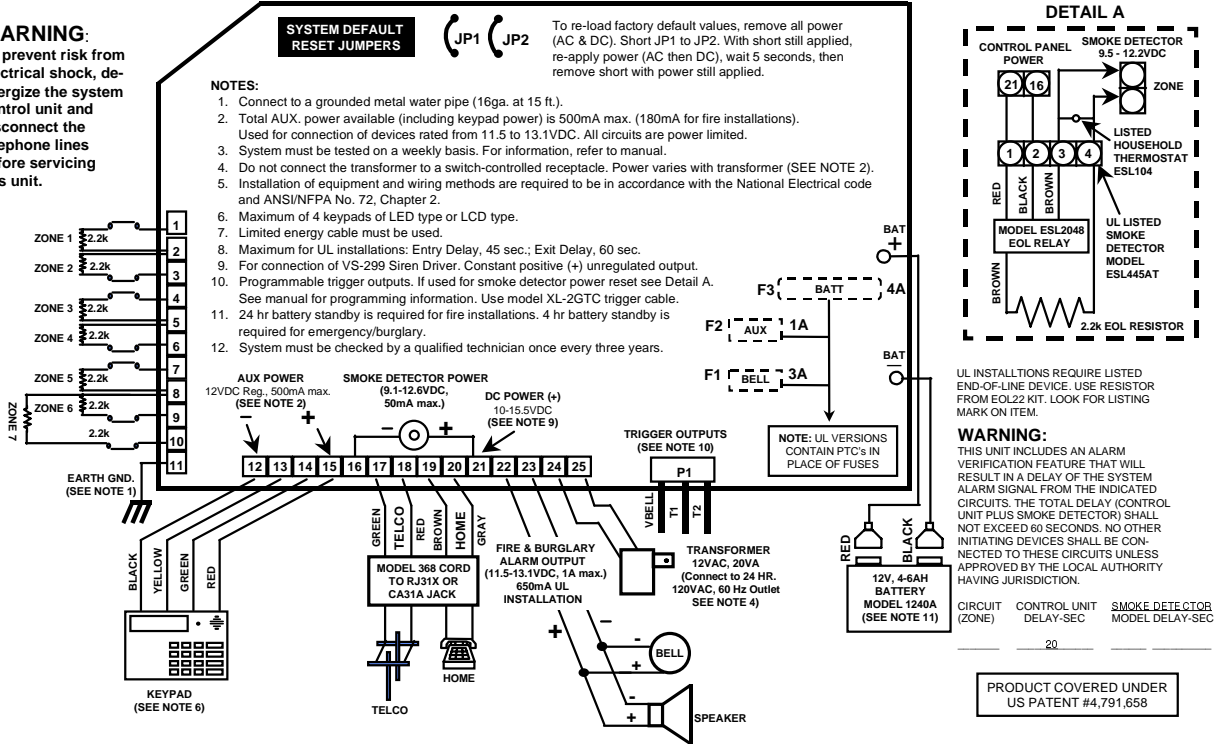 ARNING:
prevent risk from
ctrical shock, de-
ergize the system
ntrol unit and
sconnect the
ephone lines
fore servicing
s unit.
SYSTEM DEFAULT
RESET JUMPERS
JP1 JP2
To re-load factory default values, remove all power
(AC & DC). Short JP1 to JP2. With short still applied,
re-apply power (AC then DC), wait 5 seconds, then
remove short with power still applied.
NOTES:
1. Connect to a grounded metal water pipe (16ga. at 15 ft.).
2. Total AUX. power available (including keypad power) is 500mA max. (180mA for fire installations).
Used for connection of devices rated from 11.5 to 13.1VDC. All circuits are power limited.
3. System must be tested on a weekly basis. For information, refer to manual.
4. Do not connect the transformer to a switch-controlled receptacle. Power varies with transformer (SEE NOTE 2).
5. Installation of equipment and wiring methods are required to be in accordance with the National Electrical code
and ANSI/NFPA No. 72, Chapter 2.
6. Maximum of 4 keypads of LED type or LCD type.
7. Limited energy cable must be used.
8. Maximum for UL installations: Entry Delay, 45 sec.; Exit Delay, 60 sec.
9. For connection of VS-299 Siren Driver. Constant positive (+) unregulated output.
10. Programmable trigger outputs. If used for smoke detector power reset see Detail A.
See manual for programming information. Use model XL-2GTC trigger cable.
11. 24 hr battery standby is required for fire installations. 4 hr battery standby is
required for emergency/burglary.
12. System must be checked by a qualified technician once every three years.
ZONE 1 2.2k
ZONE 2 2.2k
ZONE 3 2.2k
ZONE 4 2.2k
ZONE 5 2.2k
ZONE 6 2.2k
ZONE 7
2.2k
1
2
3
4
5
6
7
8
9
10
11
EARTH GND.
(SEE NOTE 1)
AUX POWER
12VDC Reg., 500mA max.
(SEE NOTE 2)
– +
SMOKE DETECTOR POWER
(9.1-12.6VDC,
50mA max.)
– +
DC POWER (+)
10-15.5VDC
(SEE NOTE 9)
12 13 14 15 16 17 18 19 20 21 22 23 24 25
BAT
+
F3 BATT 4A
F2 AUX 1A
F1 BELL 3A
BAT
–
NOTE: UL VERSIONS
CONTAIN PTC's IN
PLACE OF FUSES
TRIGGER OUTPUTS
(SEE NOTE 10)
P1
VBELL T1 T2
BLACK YELLOW GREEN RED
KEYPAD
(SEE NOTE 6)
GREEN TELCO RED BROWN HOME GRAY
MODEL 368 CORD
TO RJ31X OR
CA31A JACK
TELCO
HOME
FIRE & BURGLARY
ALARM OUTPUT
(11.5-13.1VDC, 1A max.)
650mA UL
INSTALLATION
+ –
- BELL
+
-
+ SPEAKER
TRANSFORMER
12VAC, 20VA
(Connect to 24 HR.
120VAC, 60 Hz Outlet
SEE NOTE 4)
RED BLACK
12V, 4-6AH
BATTERY
MODEL 1240A
(SEE NOTE 11)
DETAIL A
CONTROL PANEL
POWER
SMOKE DETECTOR
9.5 - 12.2VDC
21 16
ZONE
LISTED
HOUSEHOLD
THERMOSTAT
ESL104
1 2 3 4
RED BLACK BROWN
MODEL ESL2048
EOL RELAY
UL LISTED
SMOKE
DETECTOR
MODEL
ESL445AT
BROWN
2.2k EOL RESISTOR
UL INSTALLTIONS REQUIRE LISTED
END-OF-LINE DEVICE. USE RESISTOR
FROM EOL22 KIT. LOOK FOR LISTING
MARK ON ITEM.
WARNING:
THIS UNIT INCLUDES AN ALARM
VERIFICATION FEATURE THAT WILL
RESULT IN A DELAY OF THE SYSTEM
ALARM SIGNAL FROM THE INDICATED
CIRCUITS. THE TOTAL DELAY (CONTROL
UNIT PLUS SMOKE DETECTOR) SHALL
NOT EXCEED 60 SECONDS. NO OTHER
INITIATING DEVICES SHALL BE CON-
NECTED TO THESE CIRCUITS UNLESS
APPROVED BY THE LOCAL AUTHORITY
HAVING JURISDICTION.
CIRCUIT CONTROL UNIT SMOKE DETECTOR
(ZONE) DELAY-SEC MODEL DELAY-SEC
20
PRODUCT COVERED UNDER
US PATENT #4,791,658